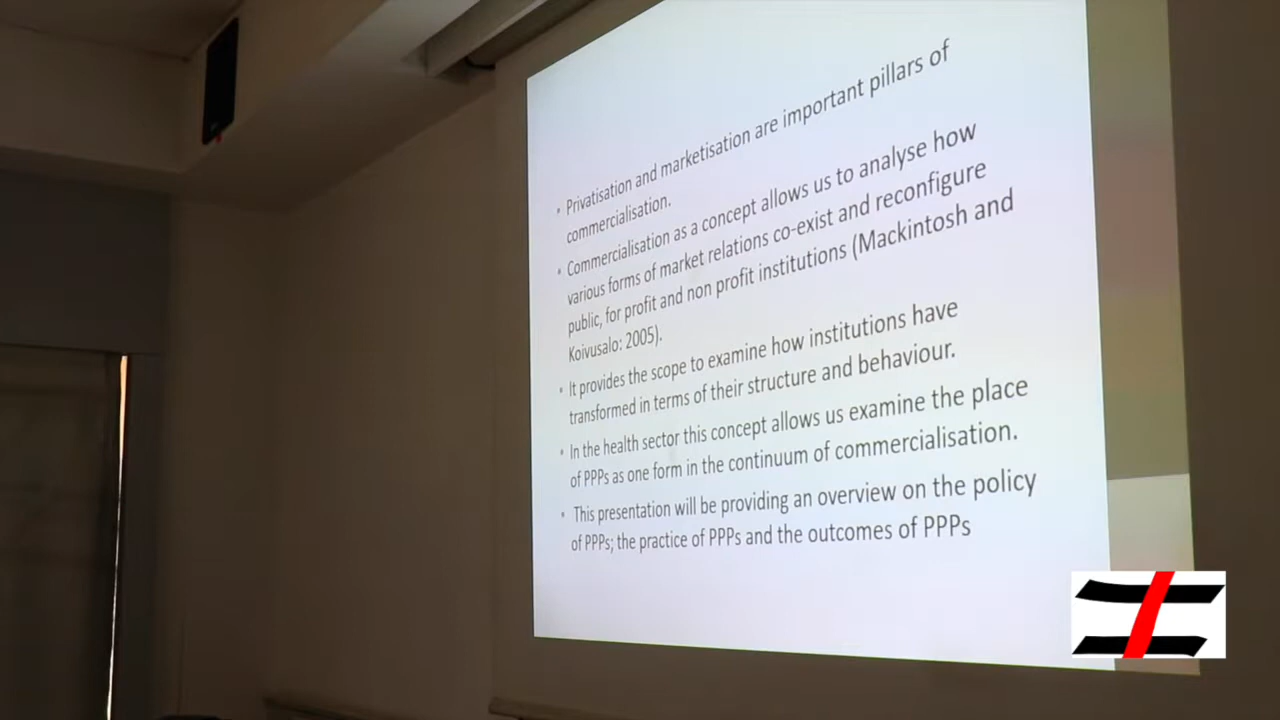 • Privatisation and marketisation are important pillars of
commercialisation.
• Commercialisation as a concept allows us to analyse how
various forms of market relations co-exist and reconfigure
public, for profit and non profit institutions (Mackintosh and
Koivusalo: 2005).
• It provides the scope to examine how institutions have
transformed in terms of their structure and behaviour.
• In the health sector this concept allows us examine the place
of PPPs as one form in the continuum of commercialisation.
• This presentation will be providing an overview on the policy
of PPPs; the practice of PPPs and the outcomes of PPPs